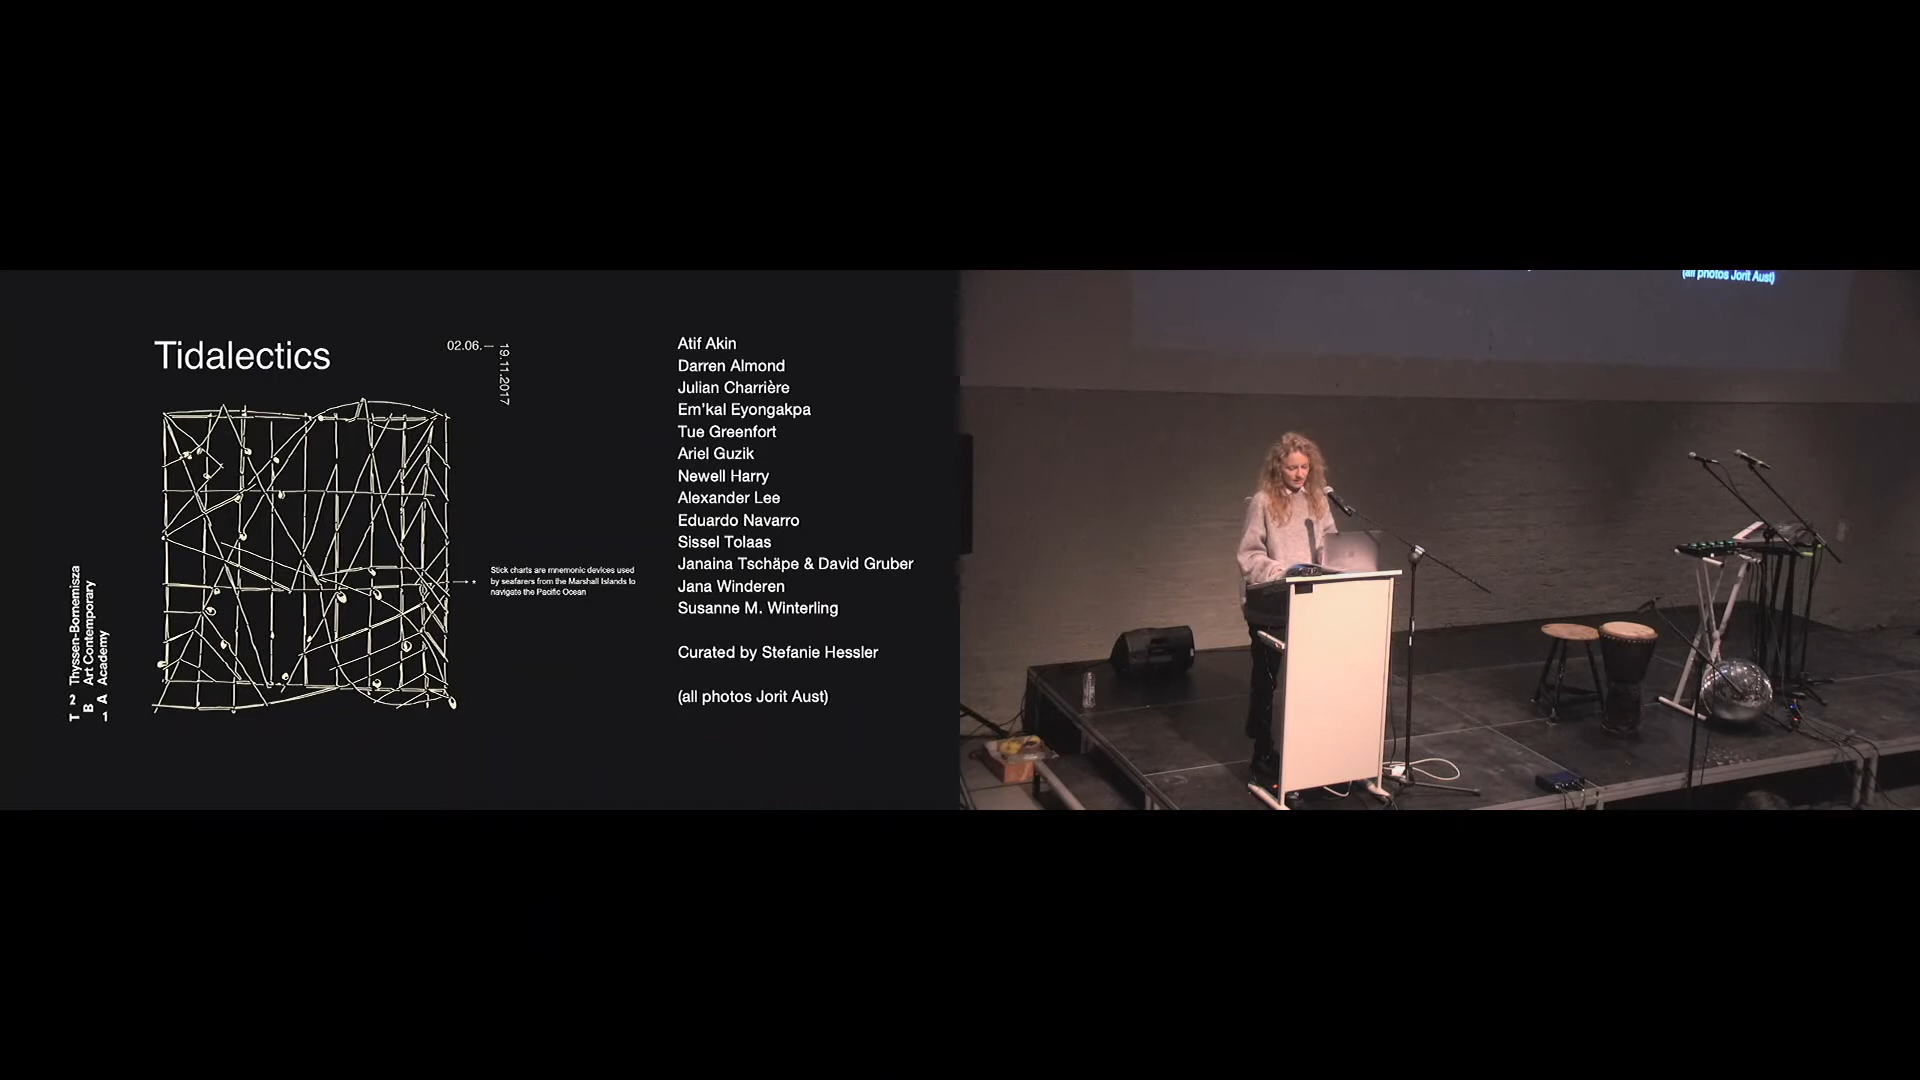 Tidalectics
02.06.—
19.11.2017
Stick charts are mnemonic devices used
by seafarers from the Marshall Islands to
navigate the Pacific Ocean
Thyssen-Bornemisza
Art Contemporary
Academy
T 2
B
1 A
Atif Akin
Darren Almond
Julian Charrière
Em'kal Eyongakpa
Tue Greenfort
Ariel Guzik
Newell Harry
Alexander Lee
Eduardo Navarro
Sissel Tolaas
Janaina Tschäpe & David Gruber
Jana Winderen
Susanne M. Winterling
Curated by Stefanie Hessler
(all photos Jorit Aust)
(all photos Jorit Aust)